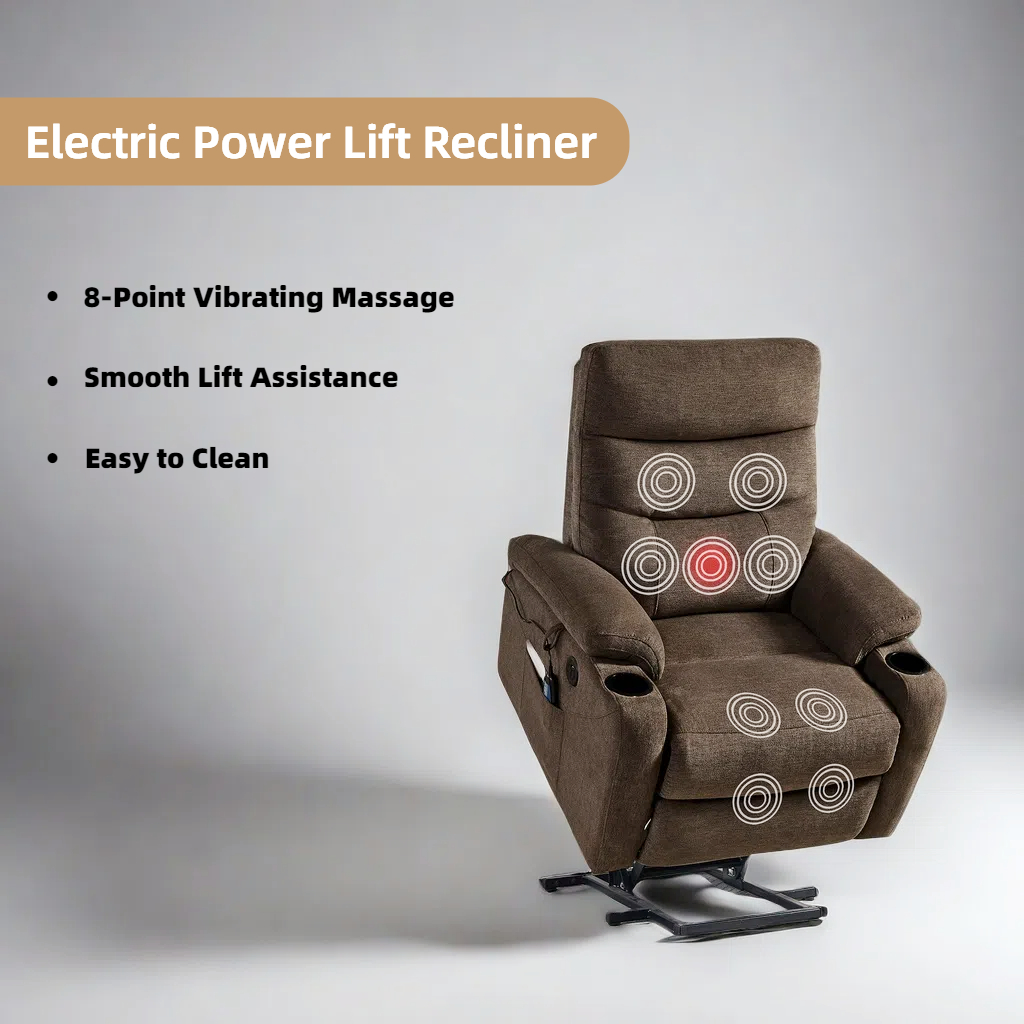 Electric Power Lift Recliner
• 8-Point Vibrating Massage
• Smooth Lift Assistance
• Easy to Clean